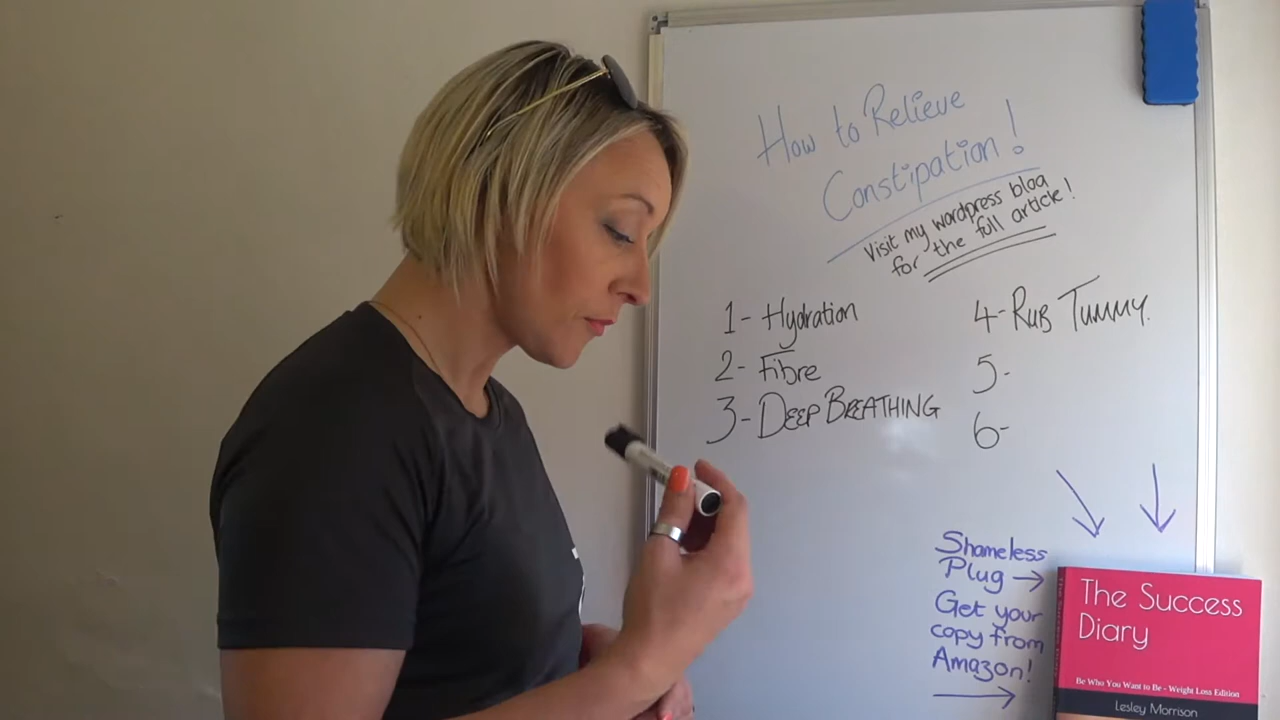 How to Relieve
Constipation!
Visit my wordpress blog
for the full article!
1- Hydration
2- Fibre
3- DEEP BREATHING
4- RUB TUMMY.
5-
6-
Shameless
Plug →
Get your
copy from
Amazon!
The Success
Diary
Be Who You Want to Be - Weight Loss Edition
Lesley Morrison